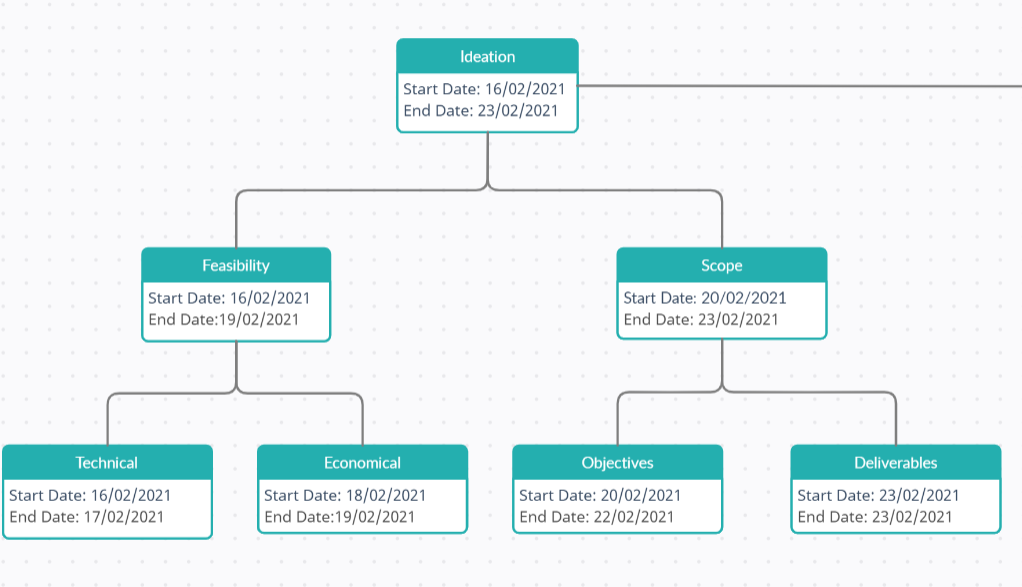 Ideation
Start Date: 16/02/2021
End Date: 23/02/2021
Feasibility
Start Date: 16/02/2021
End Date:19/02/2021
Scope
Start Date: 20/02/2021
End Date: 23/02/2021
Technical
Start Date: 16/02/2021
End Date: 17/02/2021
Economical
Start Date: 18/02/2021
End Date:19/02/2021
Objectives
Start Date: 20/02/2021
End Date: 22/02/2021
Deliverables
Start Date: 23/02/2021
End Date: 23/02/2021